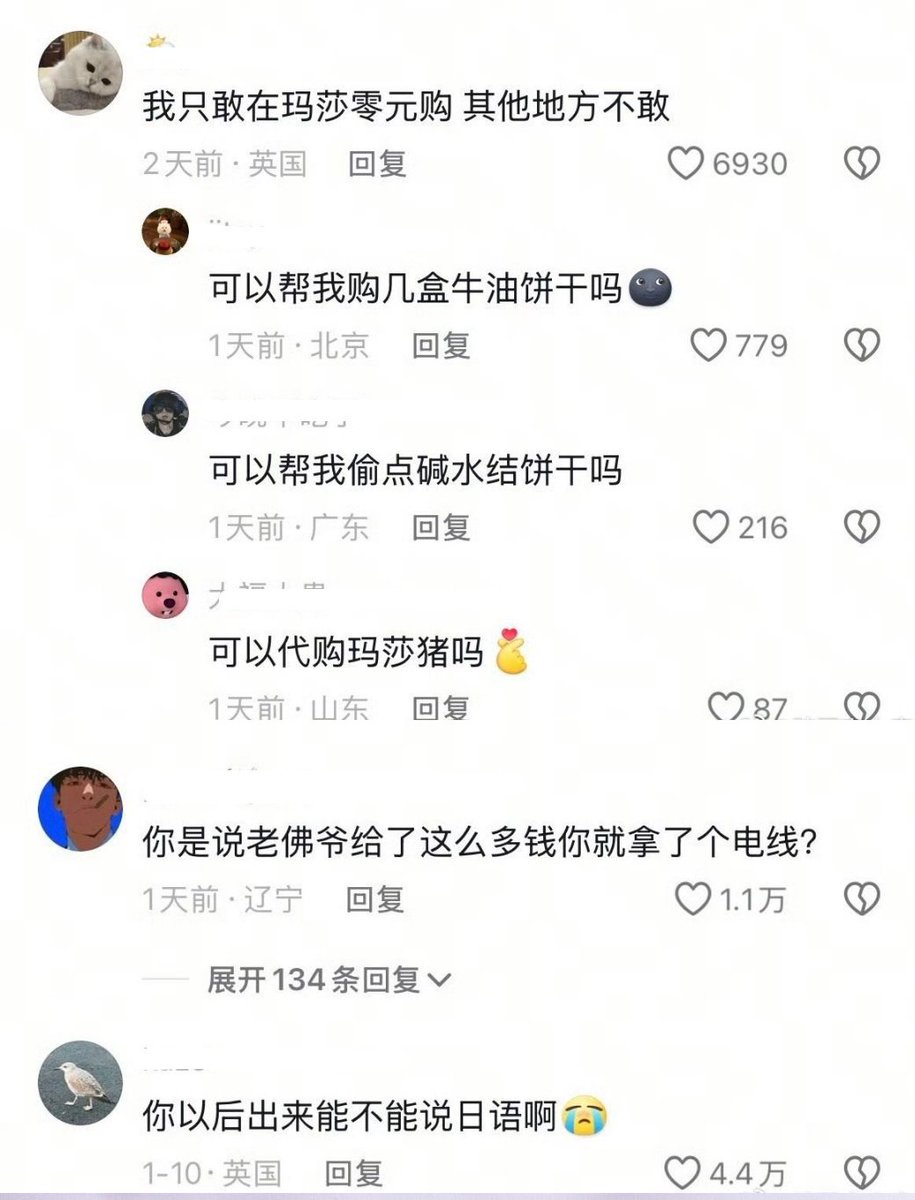 我只敢在玛莎零元购 其他地方不敢
2天前·英国 回复 6930
可以帮我购几盒牛油饼干吗🌚
1天前·北京 回复 779
可以帮我偷点碱水结饼干吗
1天前·广东 回复 216
可以代购玛莎猪吗🫰
1天前·山东 回复 87
你是说老佛爷给了这么多钱你就拿了个电线?
1天前·辽宁 回复 1.1万
展开134条回复
你以后出来能不能说日语啊😭
1-10·英国 回复 4.4万